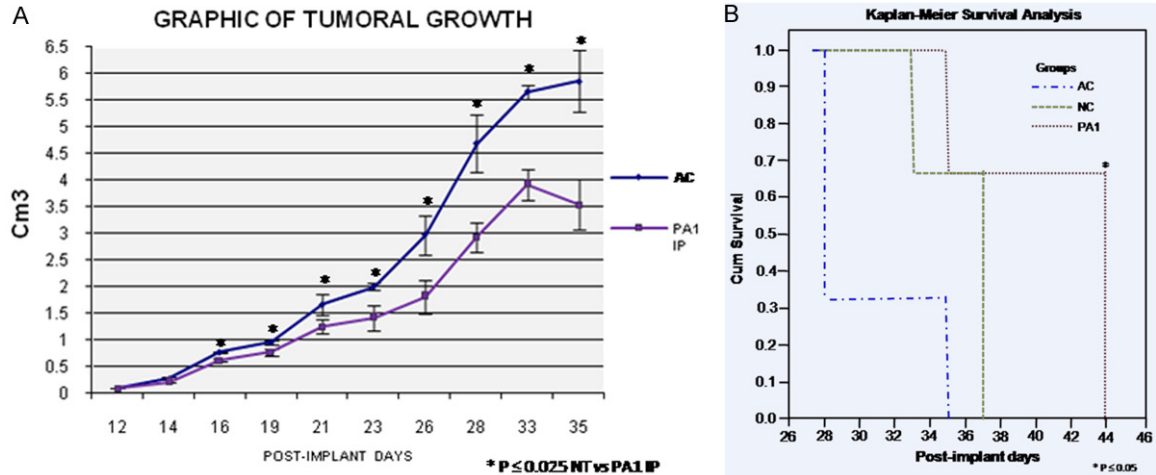 A
GRAPHIC OF TUMORAL GROWTH
Cm3
6.5
6
5.5
5
4.5
4
3.5
3
2.5
2
1.5
1
0.5
0
* * * * * * * *
AC
PA1
IP
12 14 16 19 21 23 26 28 33 35
POST-IMPLANT DAYS
* P ≤ 0.025 NT vs PA1 IP
B
Kaplan-Meier Survival Analysis
Cum Survival
1.0
0.9
0.8
0.7
0.6
0.5
0.4
0.3
0.2
0.1
0.0
Groups
AC
NC
PA1
*
26 28 30 32 34 36 38 40 42 44 46
Post-implant days
* P ≤ 0.05